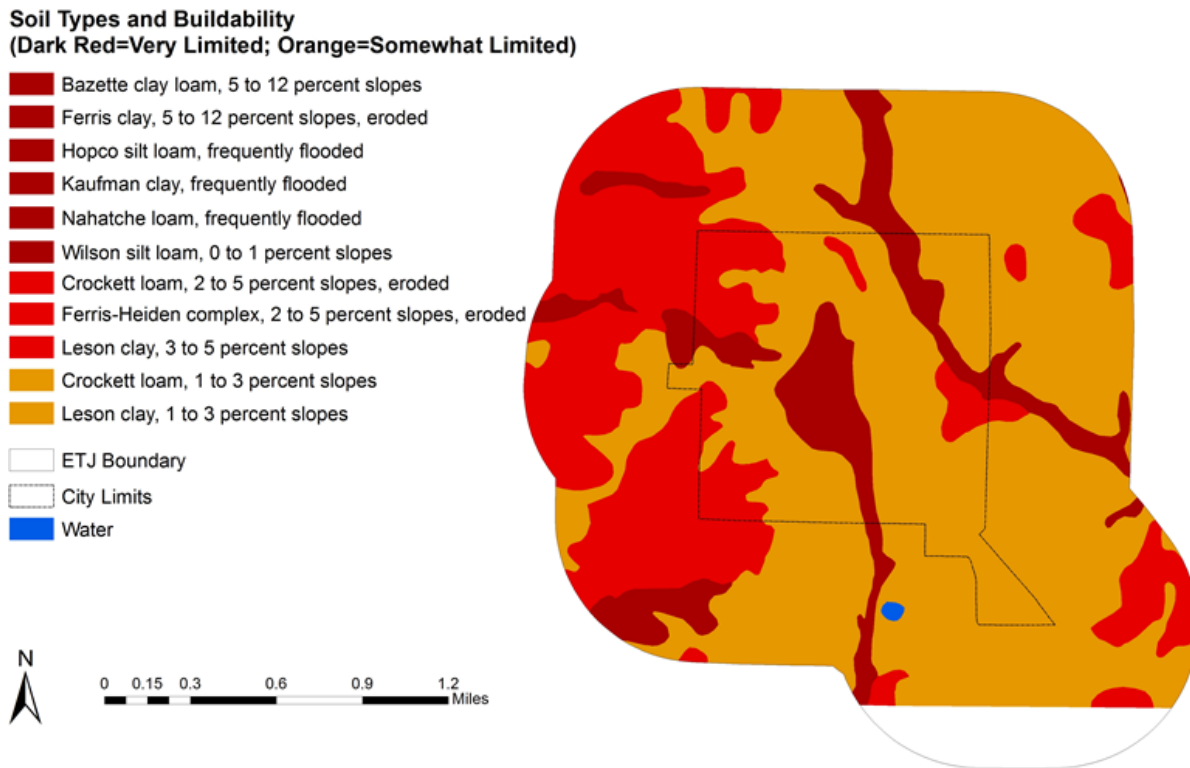 Soil Types and Buildability
(Dark Red=Very Limited; Orange=Somewhat Limited)
Bazette clay loam, 5 to 12 percent slopes
Ferris clay, 5 to 12 percent slopes, eroded
Hopco silt loam, frequently flooded
Kaufman clay, frequently flooded
Nahatche loam, frequently flooded
Wilson silt loam, 0 to 1 percent slopes
Crockett loam, 2 to 5 percent slopes, eroded
Ferris-Heiden complex, 2 to 5 percent slopes, eroded
Leson clay, 3 to 5 percent slopes
Crockett loam, 1 to 3 percent slopes
Leson clay, 1 to 3 percent slopes
ETJ Boundary
City Limits
Water
N
0 0.15 0.3 0.6 0.9 1.2
Miles